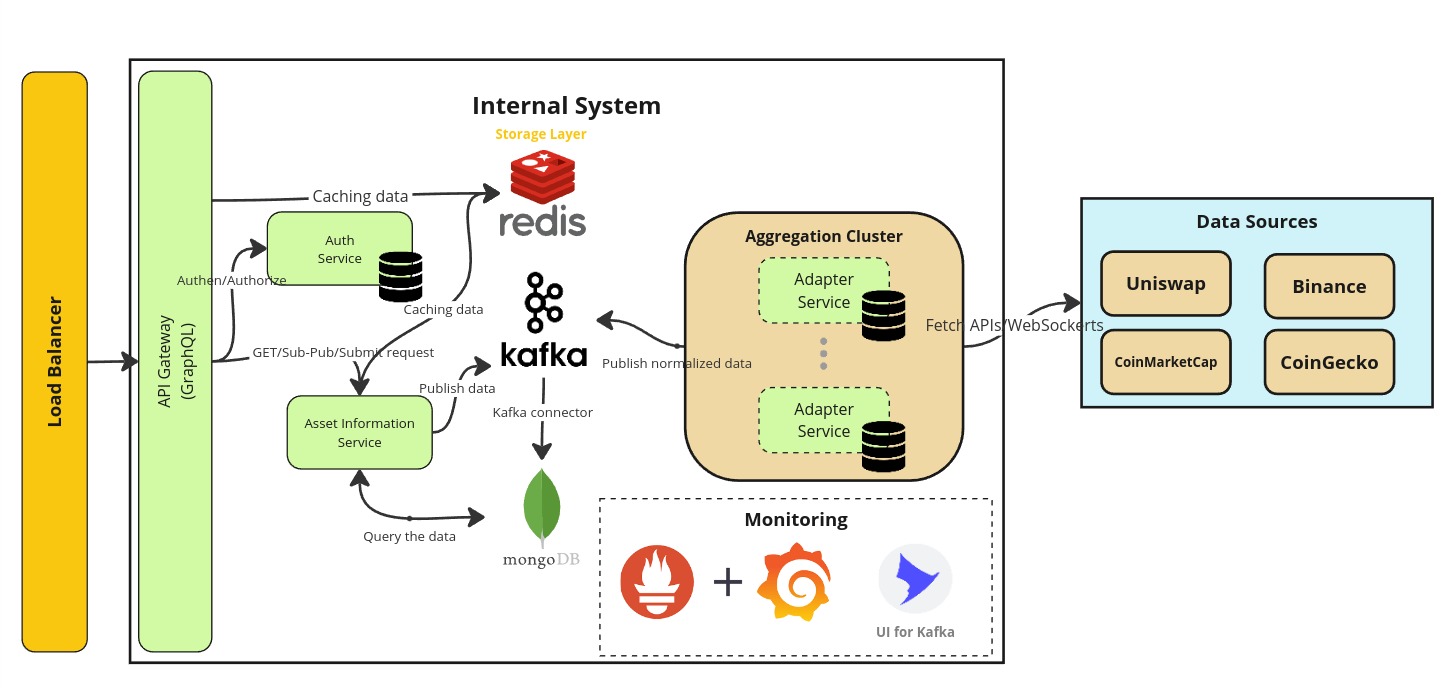 Internal System
Storage Layer
redis
Load Balancer
API Gateway
(GraphQL)
Caching data
Auth
Service
Authen/Authorize
Caching data
GET/Sub-Pub/Submit request
kafka
Publish data
Kafka connector
Asset Information
Service
Query the data
mongoDB
Aggregation Cluster
Adapter
Service
Adapter
Service
Publish normalized data
Fetch APIs/WebSockerts
Data Sources
Uniswap
Binance
CoinMarketCap
CoinGecko
Monitoring
+
UI for Kafka